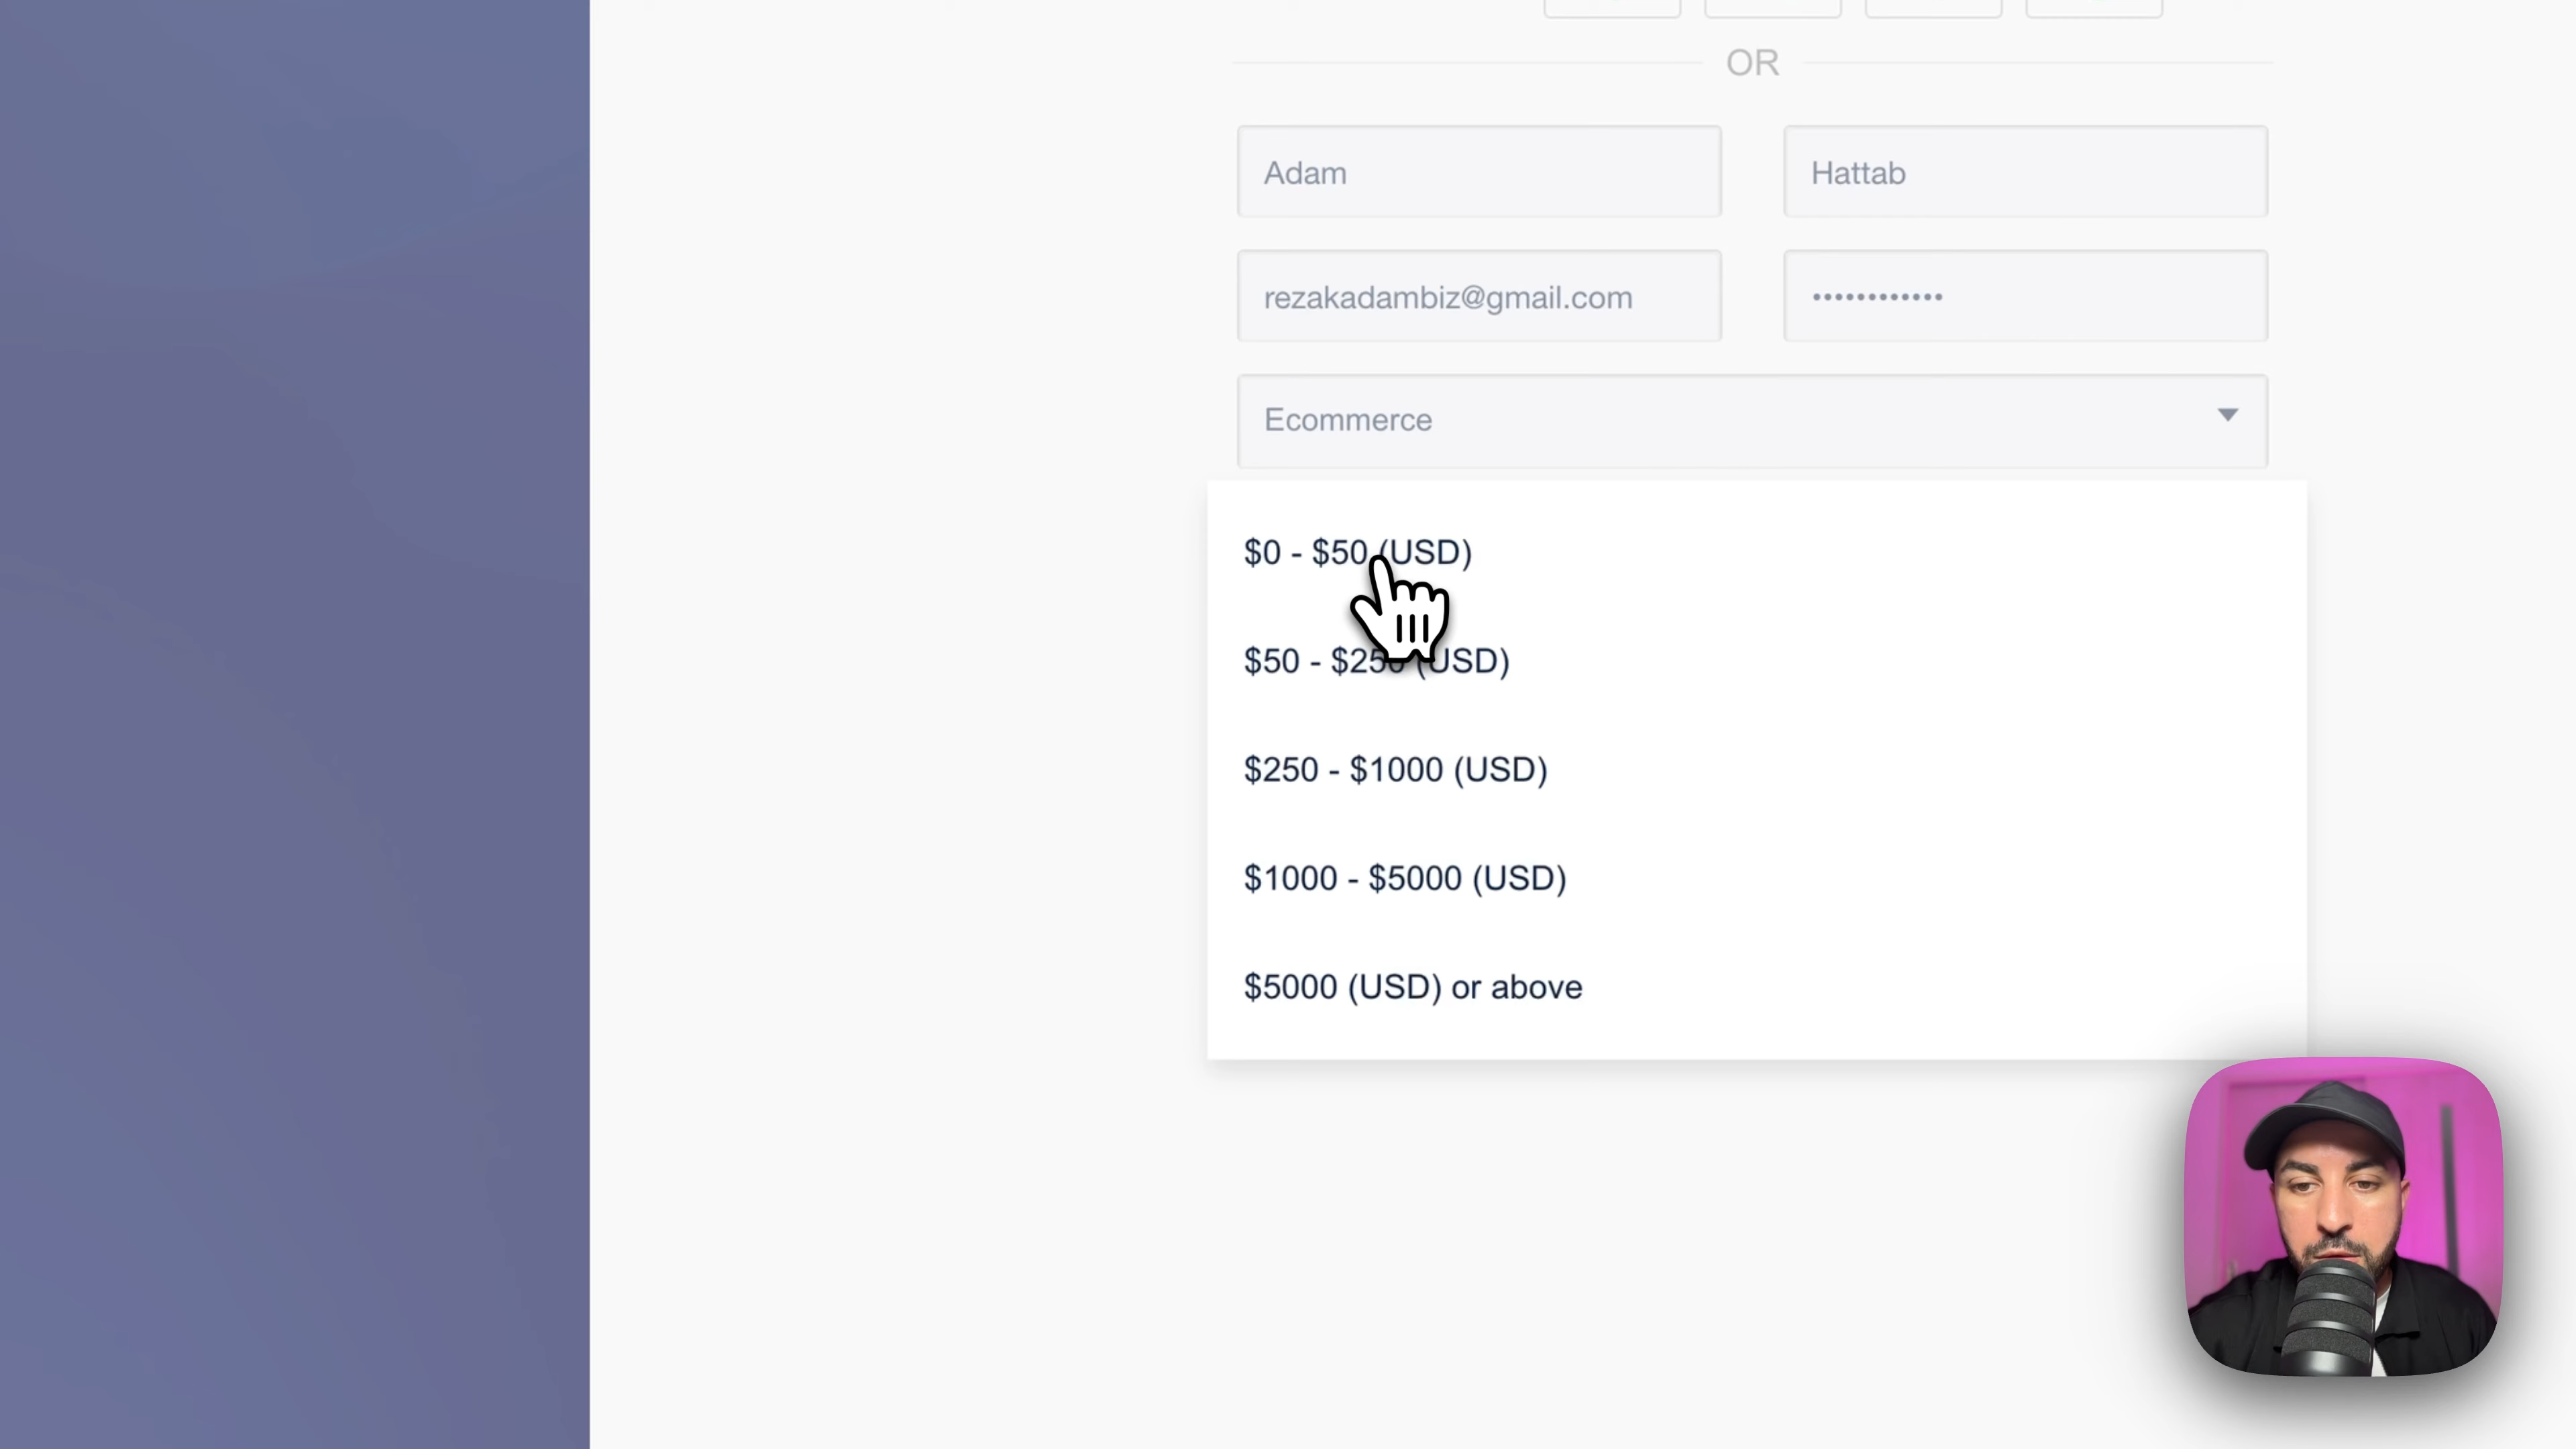 OR
Adam
Hattab
rezakadambiz@gmail.com
••••••••••••
Ecommerce
$0 - $50 (USD)
$50 - $250 (USD)
$250 - $1000 (USD)
$1000 - $5000 (USD)
$5000 (USD) or above